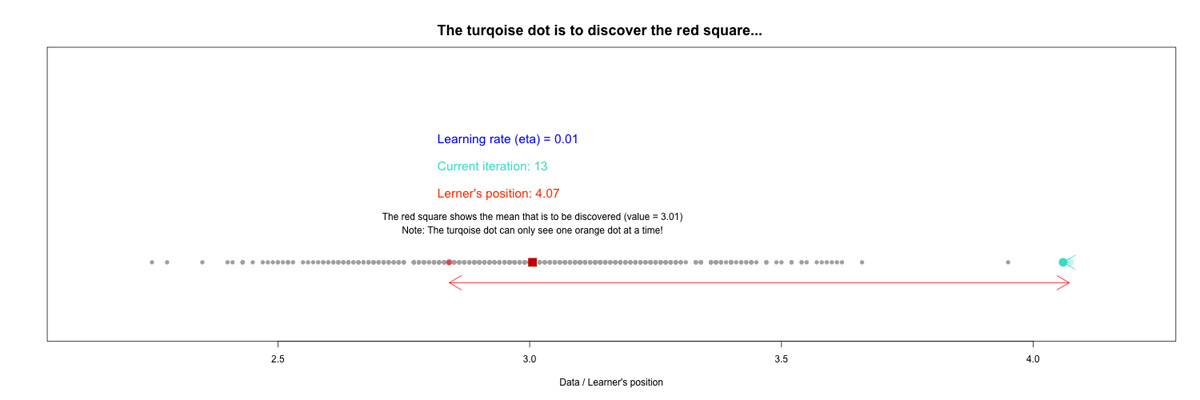 The turqoise dot is to discover the red square...
Learning rate (eta) = 0.01
Current iteration: 13
Lerner's position: 4.07
The red square shows the mean that is to be discovered (value = 3.01)
Note: The turqoise dot can only see one orange dot at a time!
2.5 3.0 3.5 4.0
Data / Learner's position